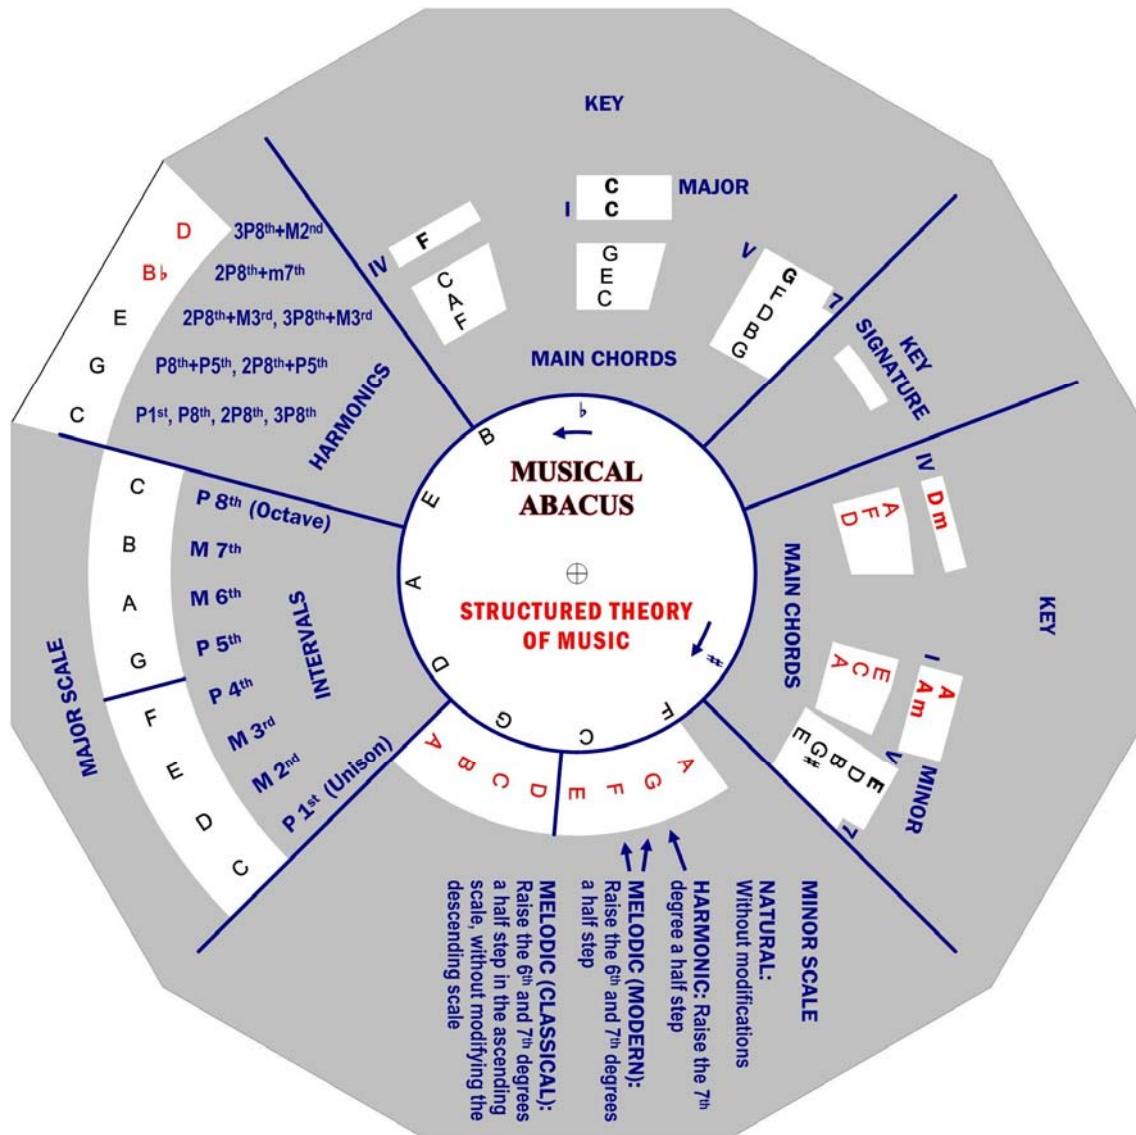 KEY
MAJOR
C
I C
IV
F
C
A
F
G
E
C
V
7
G
F
D
B
G
MAIN CHORDS
KEY
SIGNATURE
D 3P8th+M2nd
B♭ 2P8th+m7th
E 2P8th+M3rd, 3P8th+M3rd
G P8th+P5th, 2P8th+P5th
C P1st, P8th, 2P8th, 3P8th
HARMONICS
MAJOR SCALE
INTERVALS
C P 8th (Octave)
B M 7th
A M 6th
G P 5th
F P 4th
E M 3rd
D M 2nd
C P 1st (Unison)
♭
B
E
A
D
G
C
F
♯
MUSICAL
ABACUS
STRUCTURED THEORY
OF MUSIC
KEY
MINOR
MAIN CHORDS
IV
D m
A
F
D
I
A
A m
E
C
A
V
7
E
D
B
G♯
E
A B C D E F G A
MINOR SCALE
NATURAL:
Without modifications
HARMONIC: Raise the 7th
degree a half step
MELODIC (MODERN):
Raise the 6th and 7th degrees
a half step
MELODIC (CLASSICAL):
Raise the 6th and 7th degrees
a half step in the ascending
scale, without modifying the
descending scale